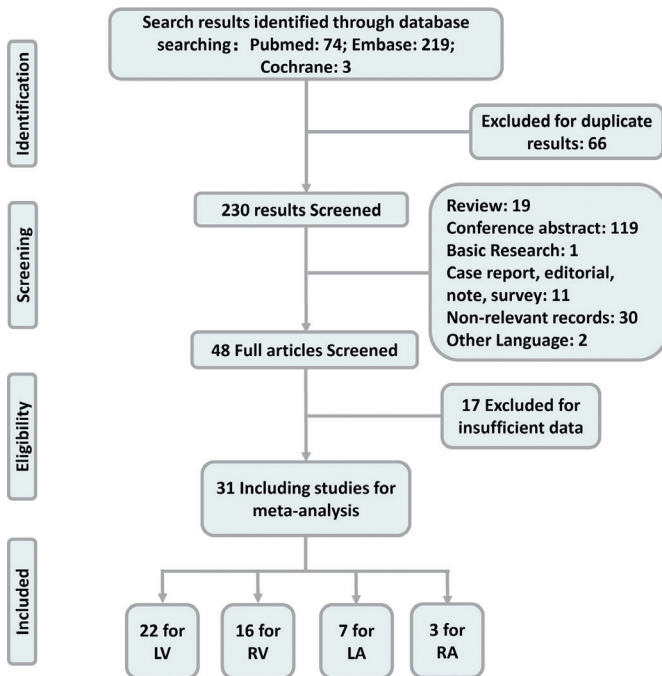 Search results identified through database
searching：Pubmed: 74; Embase: 219;
Cochrane: 3
Identification
Excluded for duplicate
results: 66
230 results Screened
Screening
Review: 19
Conference abstract: 119
Basic Research: 1
Case report, editorial,
note, survey: 11
Non-relevant records: 30
Other Language: 2
48 Full articles Screened
Eligibility
17 Excluded for
insufficient data
31 Including studies for
meta-analysis
Included
22 for
LV
16 for
RV
7 for
LA
3 for
RA